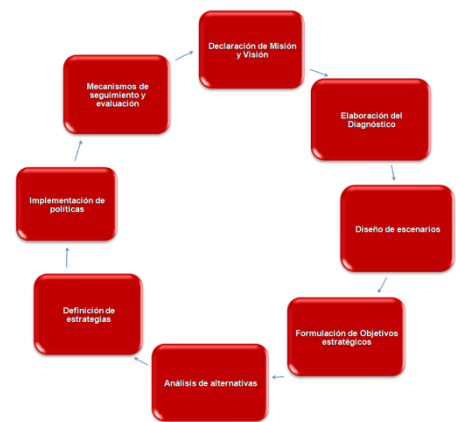 Declaración de Misión
y Visión
Elaboración del
Diagnóstico
Diseño de escenarios
Formulación de Objetivos
estratégicos
Análisis de alternativas
Definición de
estrategias
Implementación de
políticas
Mecanismos de
seguimiento y
evaluación